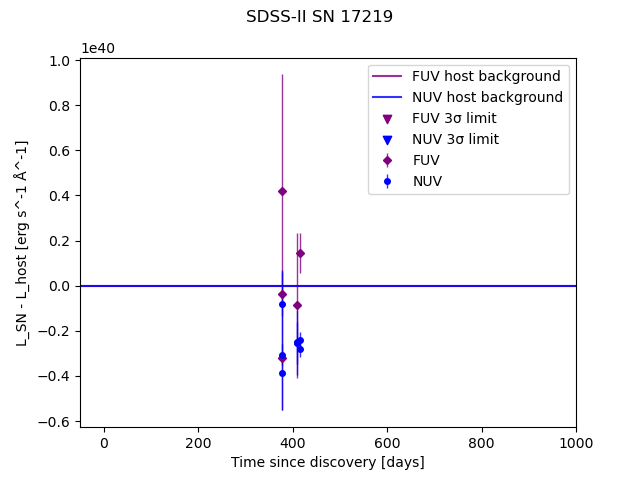 SDSS-II SN 17219
1e40
1.0
0.8
0.6
0.4
0.2
0.0
−0.2
−0.4
−0.6
L_SN - L_host [erg s^-1 Å^-1]
FUV host background
NUV host background
FUV 3σ limit
NUV 3σ limit
FUV
NUV
0 200 400 600 800 1000
Time since discovery [days]